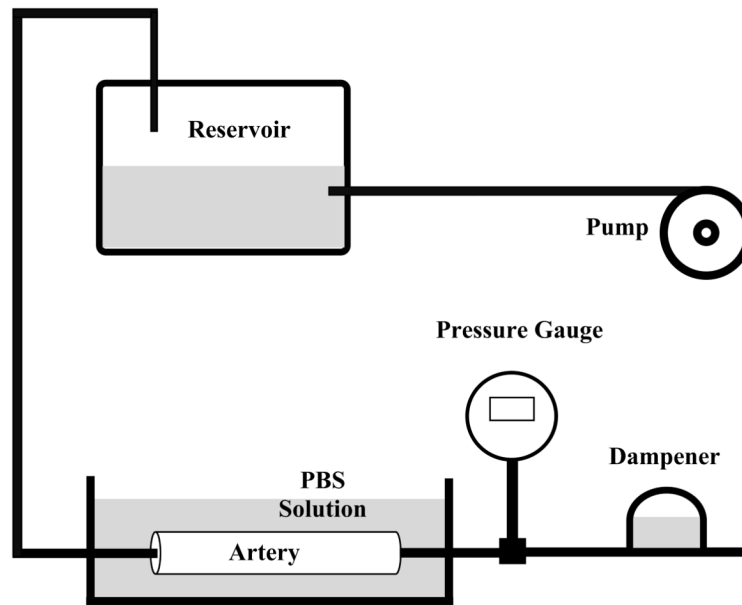 Reservoir
Pump
Pressure Gauge
Dampener
PBS
Solution
Artery